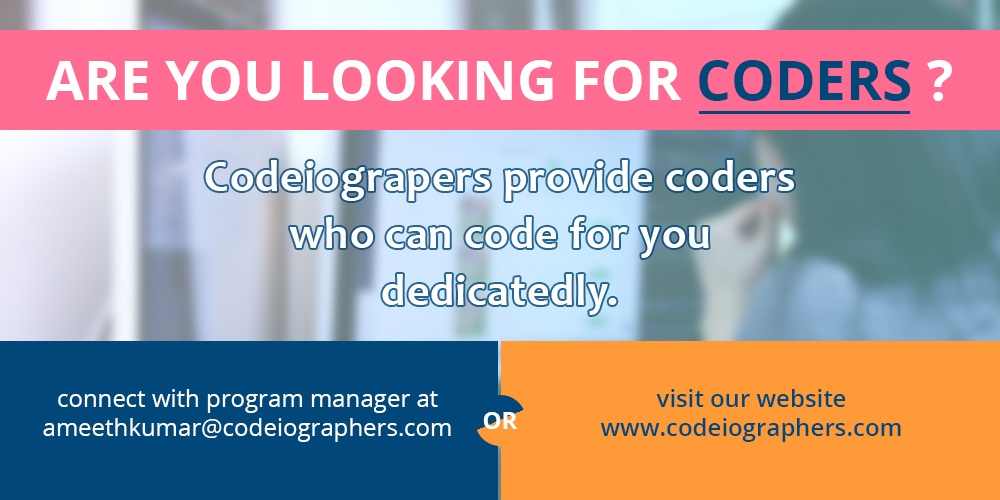 ARE YOU LOOKING FOR CODERS ?
Codeiograpers provide coders
who can code for you
dedicatedly.
connect with program manager at
ameethkumar@codeiographers.com
OR
visit our website
www.codeiographers.com